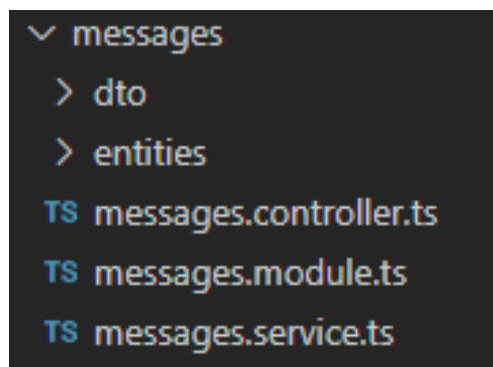 messages
dto
entities
TS messages.controller.ts
TS messages.module.ts
TS messages.service.ts